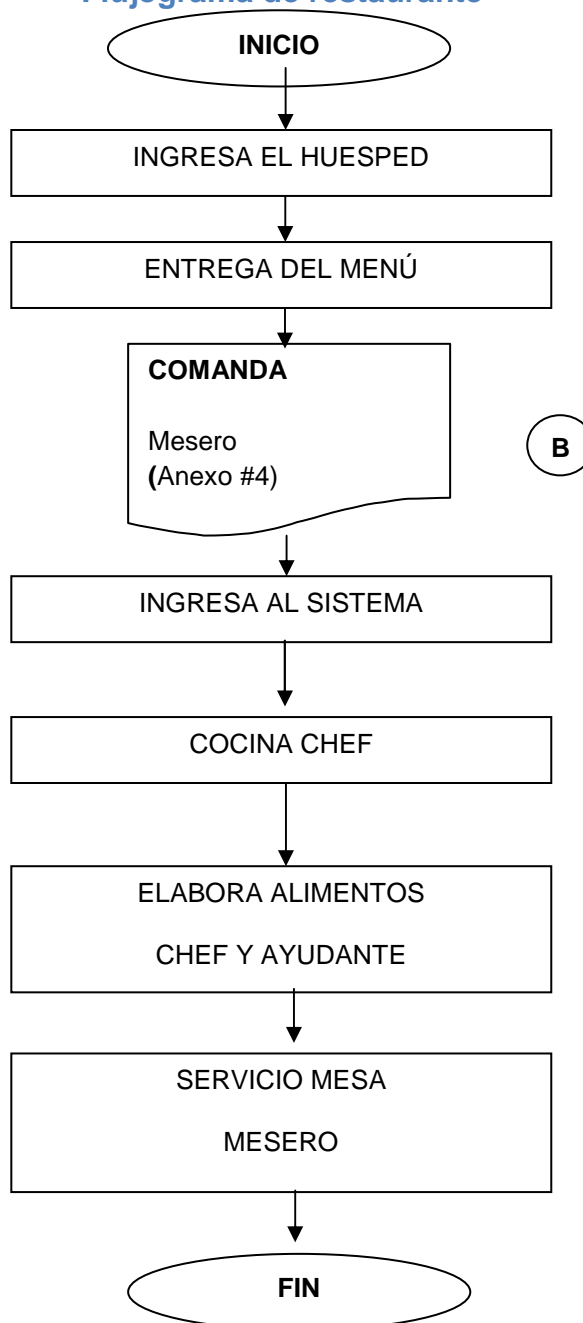 Flujograma de restaurante
INICIO
INGRESA EL HUESPED
ENTREGA DEL MENÚ
COMANDA
Mesero
(Anexo #4)
B
INGRESA AL SISTEMA
COCINA CHEF
ELABORA ALIMENTOS
CHEF Y AYUDANTE
SERVICIO MESA
MESERO
FIN